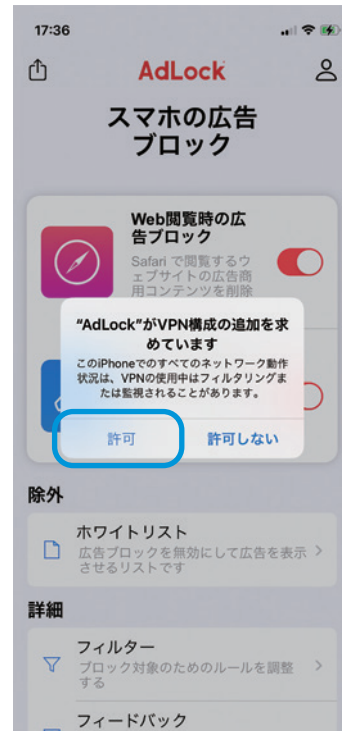 17:36
AdLock
スマホの広告
ブロック
Web閲覧時の広
告ブロック
Safari で閲覧するウ
ェブサイトの広告商
用コンテンツを削除
“AdLock”がVPN構成の追加を求
めています
このiPhoneでのすべてのネットワーク動作
状況は、VPNの使用中はフィルタリングま
たは監視されることがあります。
許可
許可しない
除外
ホワイトリスト
広告ブロックを無効にして広告を表示
させるリストです
詳細
フィルター
ブロック対象のためのルールを調整
する
フィードバック